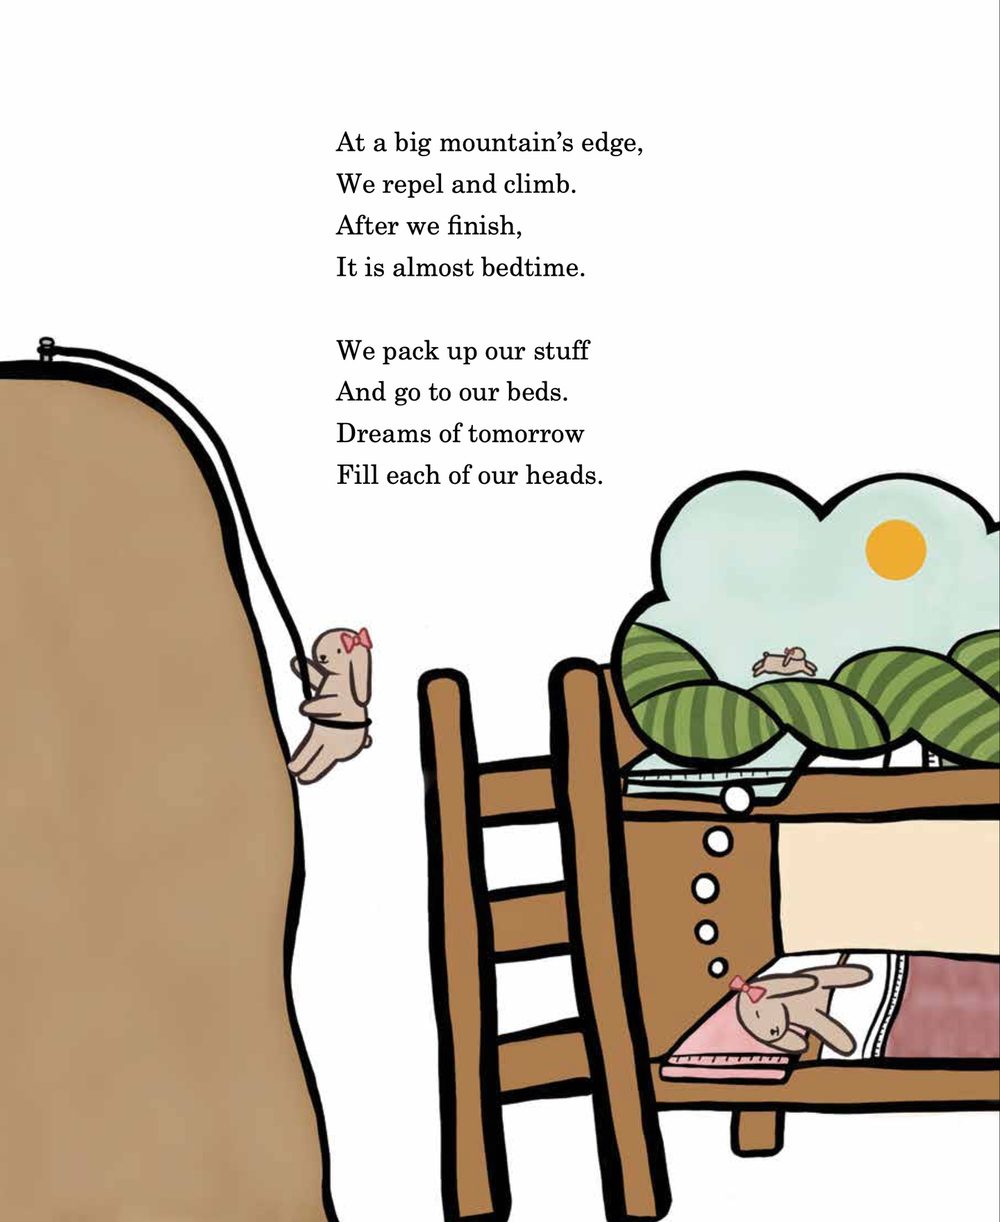 At a big mountain’s edge,
We repel and climb.
After we finish,
It is almost bedtime.
We pack up our stuff
And go to our beds.
Dreams of tomorrow
Fill each of our heads.